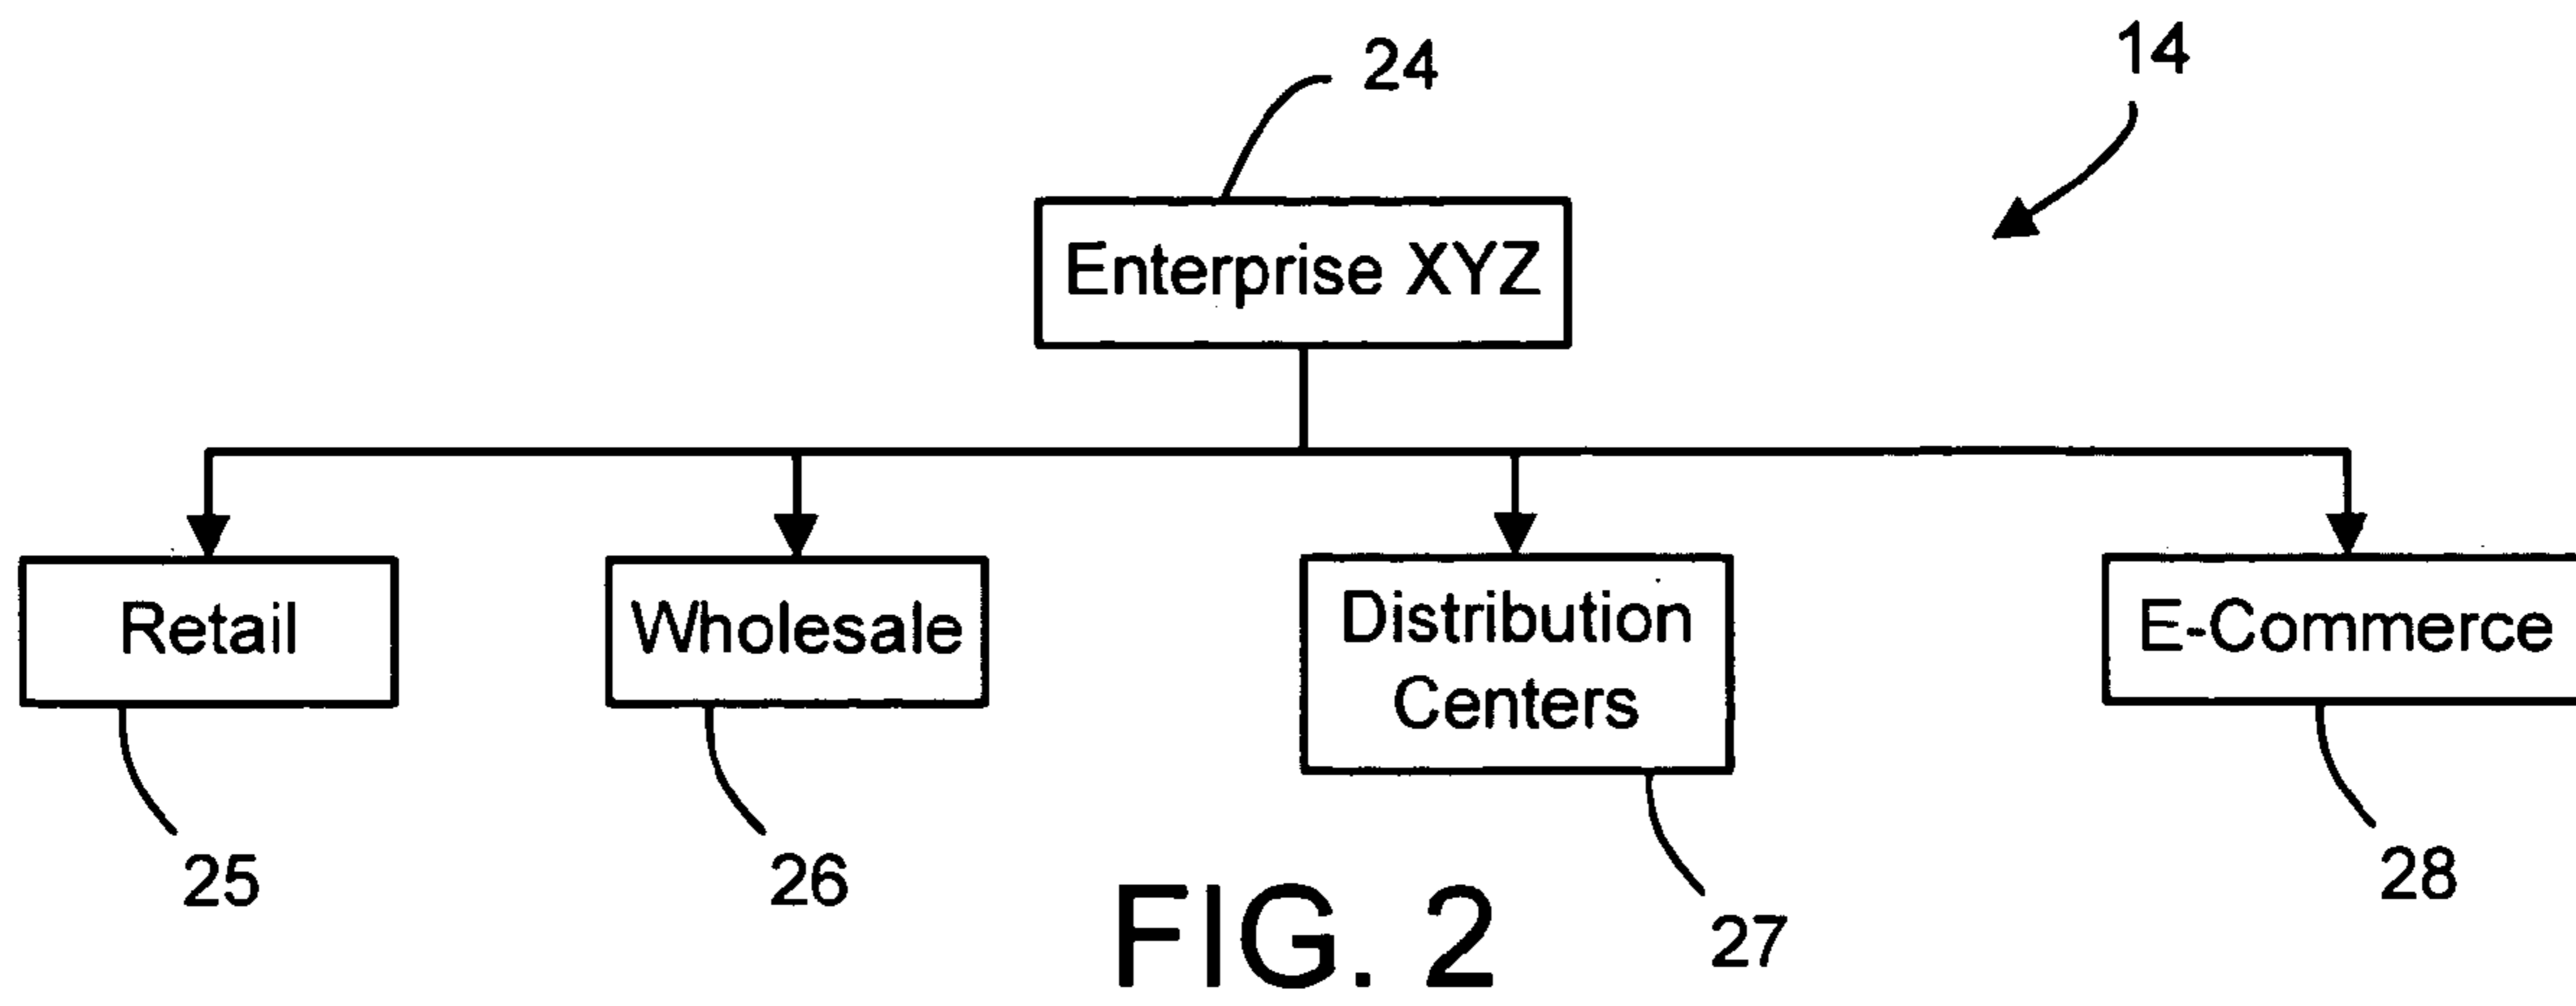 24
14
Enterprise XYZ
Retail
Wholesale
Distribution
Centers
E-Commerce
25
26
27
28
FIG. 2